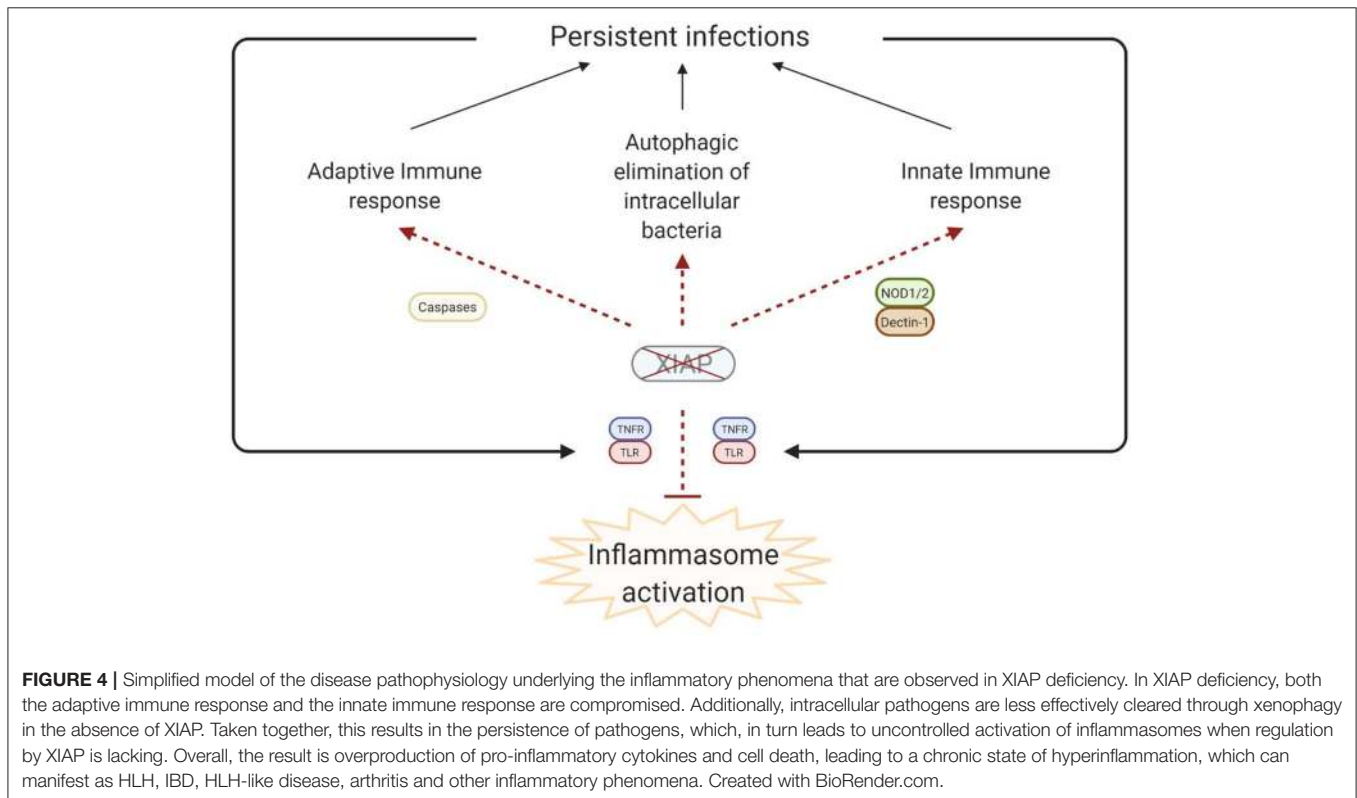 Persistent infections
Adaptive Immune
response
Autophagic
elimination of
intracellular
bacteria
Innate Immune
response
Caspases
NOD1/2
Dectin-1
XIAP
TNFR
TLR
TNFR
TLR
Inflammasome
activation
FIGURE 4 | Simplified model of the disease pathophysiology underlying the inflammatory phenomena that are observed in XIAP deficiency. In XIAP deficiency, both
the adaptive immune response and the innate immune response are compromised. Additionally, intracellular pathogens are less effectively cleared through xenophagy
in the absence of XIAP. Taken together, this results in the persistence of pathogens, which, in turn leads to uncontrolled activation of inflammasomes when regulation
by XIAP is lacking. Overall, the result is overproduction of pro-inflammatory cytokines and cell death, leading to a chronic state of hyperinflammation, which can
manifest as HLH, IBD, HLH-like disease, arthritis and other inflammatory phenomena. Created with BioRender.com.